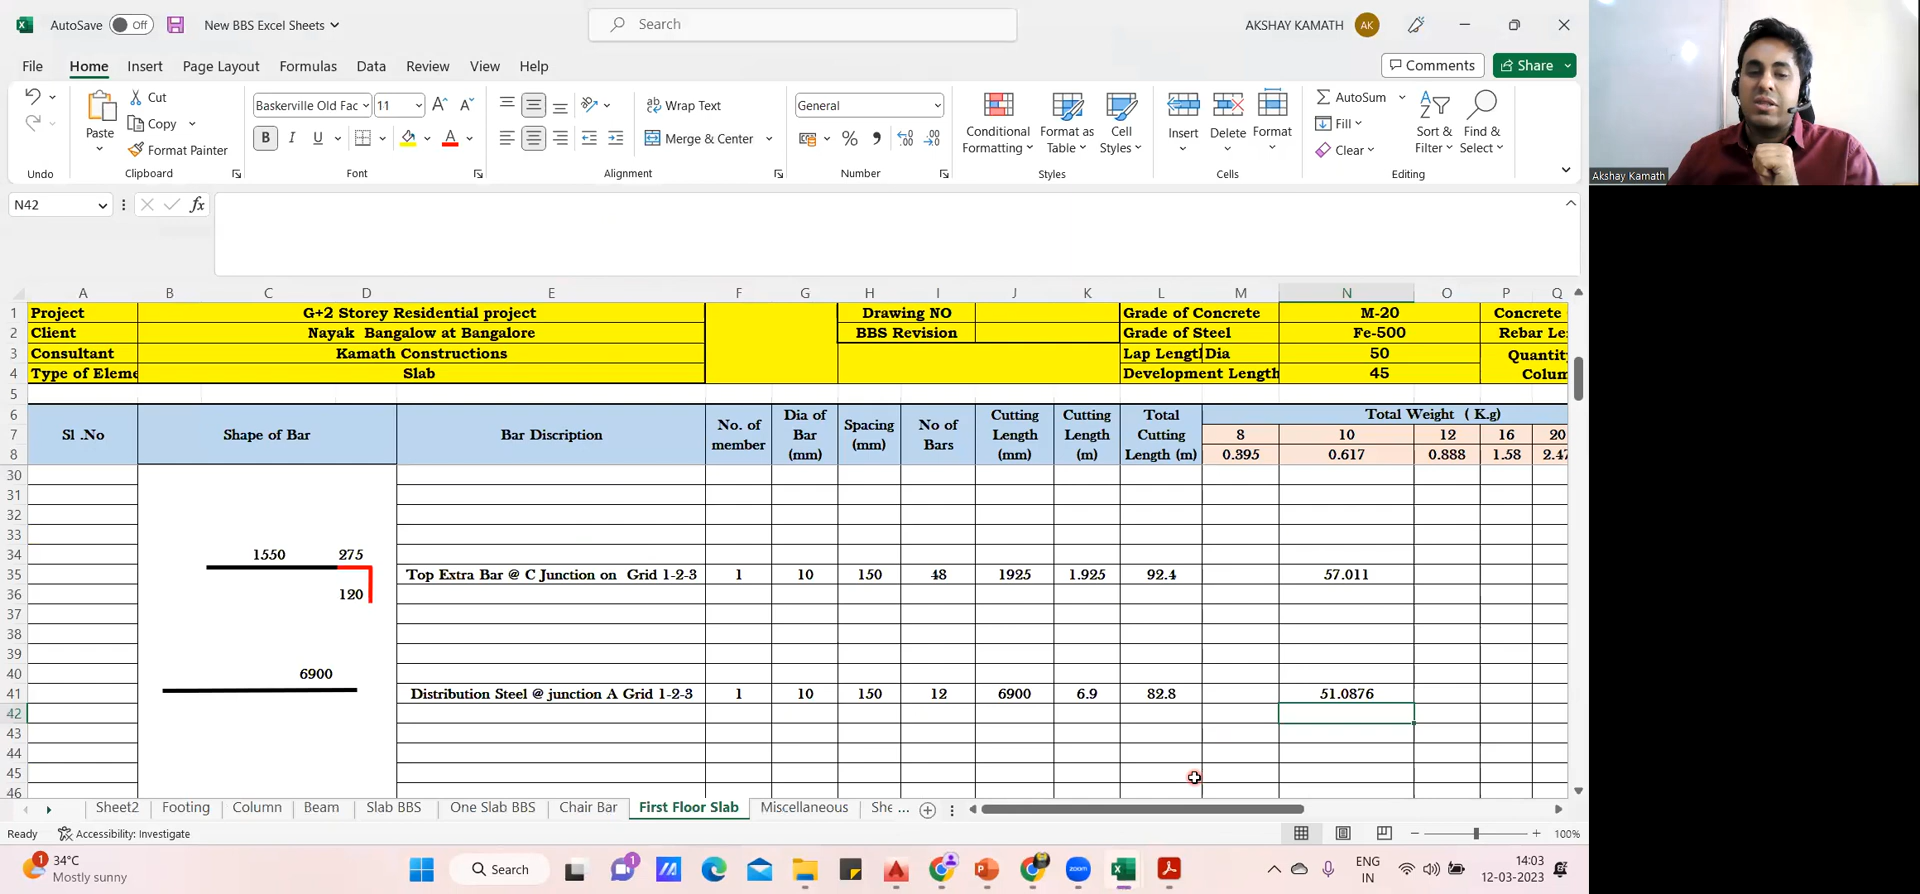 AutoSave Off New BBS Excel Sheets Search AKSHAY KAMATH AK
File Home Insert Page Layout Formulas Data Review View Help Comments Share
Cut Baskerville Old Fac 11 Wrap Text General AutoSum
Paste Copy B I U Merge & Center % Conditional Formatting Format as Table Cell Styles Insert Delete Format Fill Sort & Filter Find & Select
Format Painter Clear
Undo Clipboard Font Alignment Number Styles Cells Editing
Akshay Kamath
N42 fx
A B C D E F G H I J K L M N O P Q
1 Project G+2 Storey Residential project Drawing NO Grade of Concrete M-20 Concrete
2 Client Nayak Bangalow at Bangalore BBS Revision Grade of Steel Fe-500 Rebar Le
3 Consultant Kamath Constructions Lap Lengtl Dia 50 Quantity
4 Type of Eleme Slab Development Length 45 Colum
5
6 Sl .No Shape of Bar Bar Discription No. of member Dia of Bar (mm) Spacing (mm) No of Bars Cutting Length (mm) Cutting Length (m) Total Cutting Length (m) Total Weight ( K.g)
7 8 10 12 16 20
8 0.395 0.617 0.888 1.58 2.47
30
31
32
33
34 1550 275
35 Top Extra Bar @ C Junction on Grid 1-2-3 1 10 150 48 1925 1.925 92.4 57.011
36 120
37
38
39
40 6900
41 Distribution Steel @ junction A Grid 1-2-3 1 10 150 12 6900 6.9 82.8 51.0876
42
43
44
45
46
Sheet2 Footing Column Beam Slab BBS One Slab BBS Chair Bar First Floor Slab Miscellaneous She ...
Ready Accessibility: Investigate 100%
1 34°C Search 1 zoom ENG 14:03
Mostly sunny IN 12-03-2023